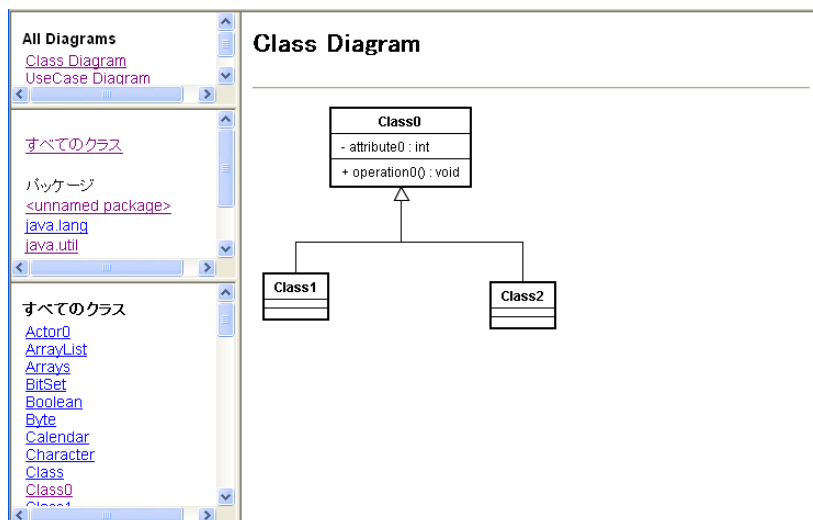 All Diagrams
Class Diagram
UseCase Diagram
すべてのクラス
パッケージ
<unnamed package>
java.lang
java.util
すべてのクラス
Actor0
ArrayList
Arrays
BitSet
Boolean
Byte
Calendar
Character
Class
Class0
Class1
Class Diagram
Class0
- attribute0 : int
+ operation0() : void
Class1
Class2